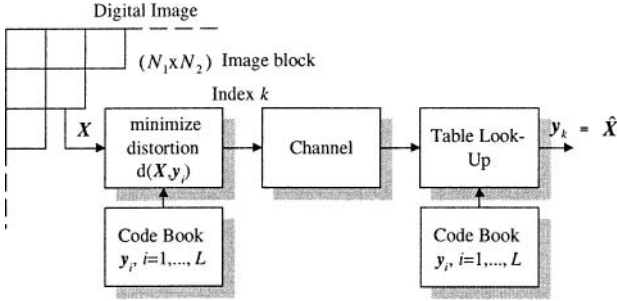 Digital Image
(N₁xN₂) Image block
Index k
X
minimize
distortion
d(X,yᵢ)
Channel
Table Look-
Up
yₖ = X̂
Code Book
yᵢ, i=1,..., L
Code Book
yᵢ, i=1,..., L